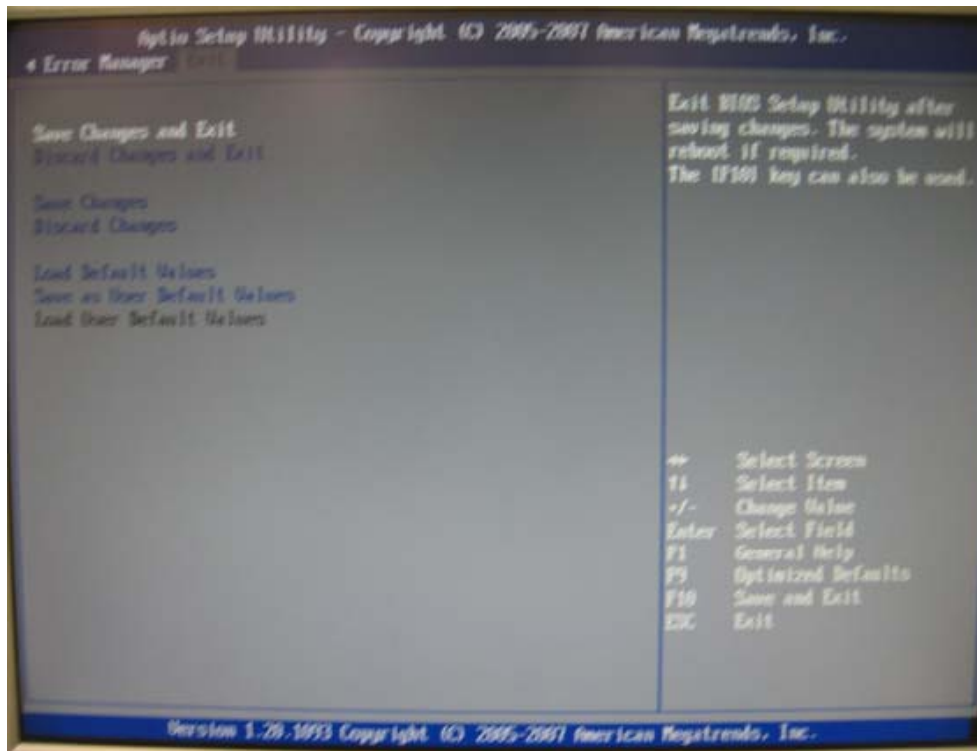 Aptio Setup Utility - Copyright (C) 2005-2007 American Megatrends, Inc.
Error Manager Exit
Save Changes and Exit
Discard Changes and Exit
Save Changes
Discard Changes
Load Default Values
Save as User Default Values
Load User Default Values
Exit BIOS Setup Utility after
saving changes. The system will
reboot if required.
The [F10] key can also be used.
Select Screen
↑↓ Select Item
+/- Change Value
Enter Select Field
F1 General Help
F9 Optimized Defaults
F10 Save and Exit
ESC Exit
Version 1.20.1093 Copyright (C) 2005-2007 American Megatrends, Inc.